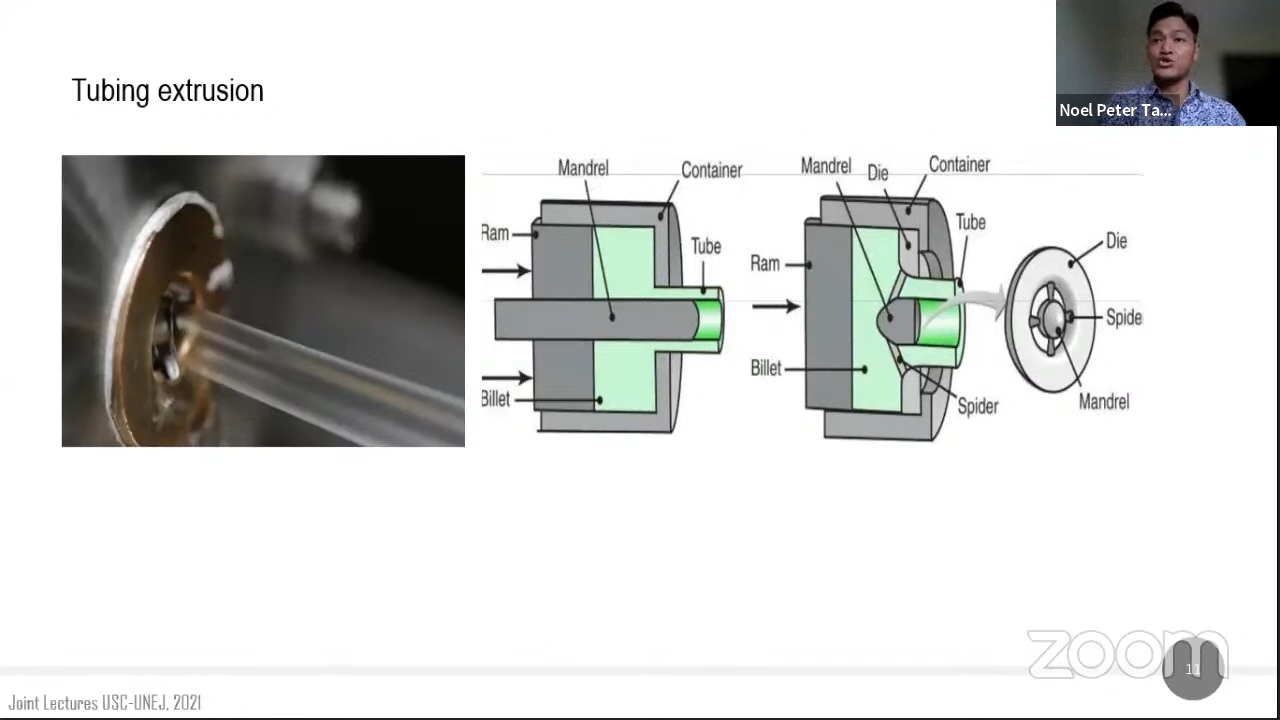 Noel Peter Ta...
Tubing extrusion
Mandrel
Container
Ram
Tube
Billet
Mandrel
Die
Container
Ram
Tube
Billet
Spider
Die
Spide
Mandrel
zoom
11
Joint Lectures USC-UNEJ, 2021